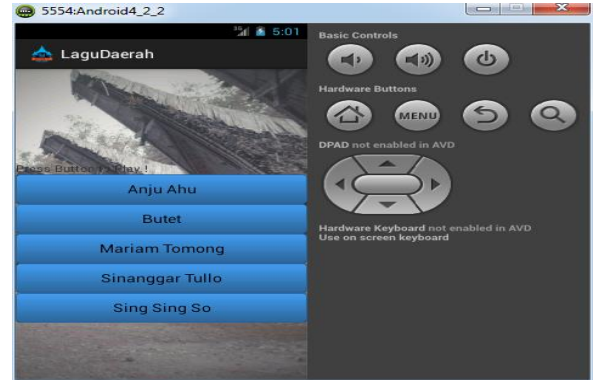 5554:Android4_2_2
3G 5:01
LaguDaerah
Press Button to Play !
Anju Ahu
Butet
Mariam Tomong
Sinanggar Tullo
Sing Sing So
Basic Controls
Hardware Buttons
MENU
DPAD not enabled in AVD
Hardware Keyboard not enabled in AVD
Use on screen keyboard